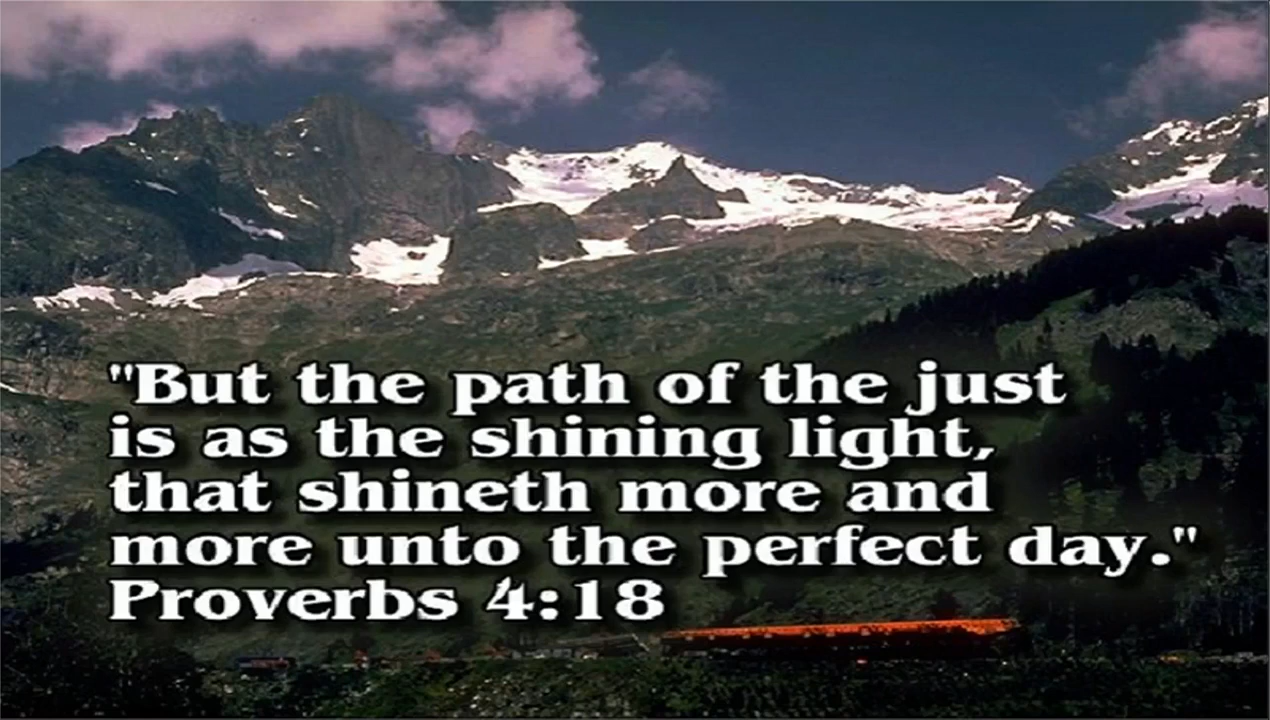 "But the path of the just
is as the shining light,
that shineth more and
more unto the perfect day."
Proverbs 4:18